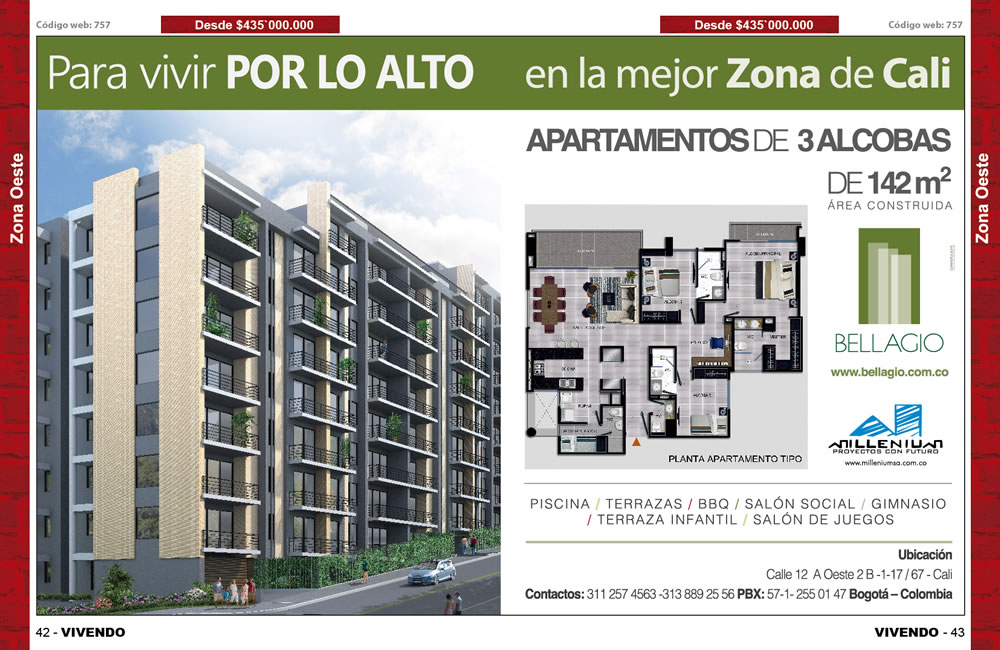 Código web: 757
Desde $435`000.000
Desde $435`000.000
Código web: 757
Para vivir POR LO ALTO en la mejor Zona de Cali
Zona Oeste
Zona Oeste
APARTAMENTOS DE 3 ALCOBAS
DE 142 m²
ÁREA CONSTRUIDA
BELLAGIO
www.bellagio.com.co
MILLENIUM
PROYECTOS CON FUTURO
www.milleniumsa.com.co
PLANTA APARTAMENTO TIPO
PISCINA / TERRAZAS / BBQ / SALÓN SOCIAL / GIMNASIO
/ TERRAZA INFANTIL / SALÓN DE JUEGOS
Ubicación
Calle 12 A Oeste 2 B -1-17 / 67 - Cali
Contactos: 311 257 4563 -313 889 25 56 PBX: 57-1- 255 01 47 Bogotá – Colombia
42 - VIVENDO
VIVENDO - 43